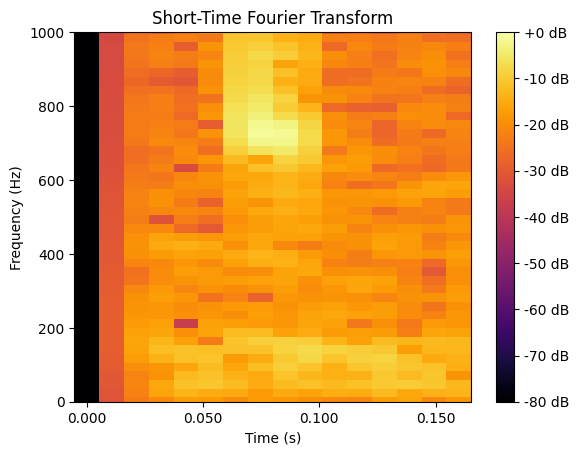 Short-Time Fourier Transform
1000
800
600
400
200
0
Frequency (Hz)
0.000
0.050
0.100
0.150
Time (s)
+0 dB
-10 dB
-20 dB
-30 dB
-40 dB
-50 dB
-60 dB
-70 dB
-80 dB